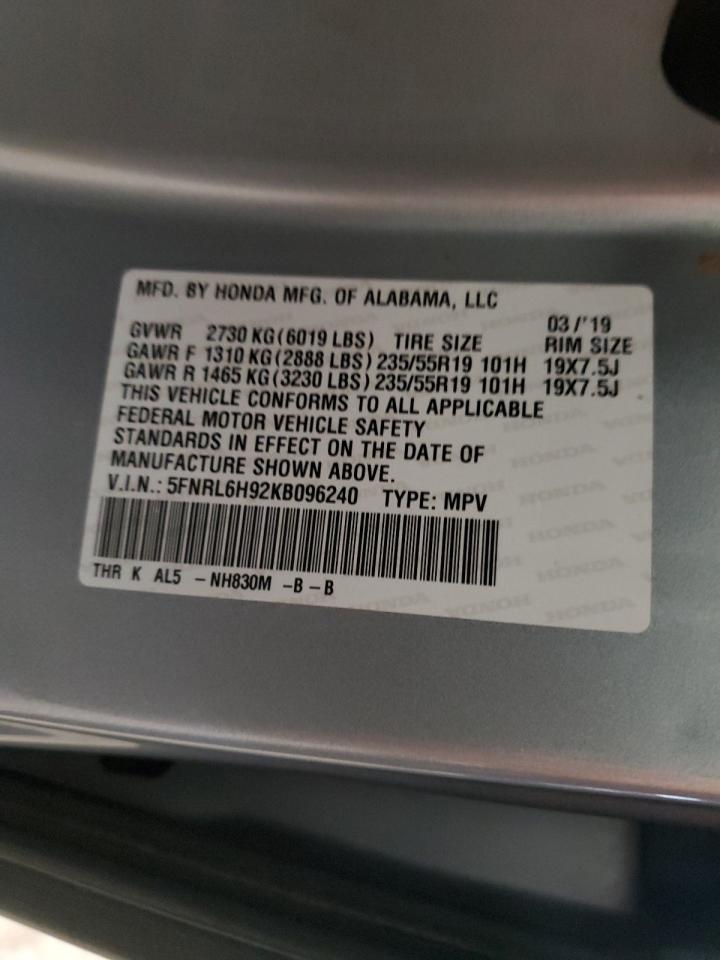 MFD. BY HONDA MFG. OF ALABAMA, LLC
03/'19
GVWR 2730 KG(6019 LBS) TIRE SIZE RIM SIZE
GAWR F 1310 KG(2888 LBS) 235/55R19 101H 19X7.5J
GAWR R 1465 KG(3230 LBS) 235/55R19 101H 19X7.5J
THIS VEHICLE CONFORMS TO ALL APPLICABLE
FEDERAL MOTOR VEHICLE SAFETY
STANDARDS IN EFFECT ON THE DATE OF
MANUFACTURE SHOWN ABOVE.
V.I.N.: 5FNRL6H92KB096240 TYPE: MPV
THR K AL5 -NH830M -B-B
HONDA HONDA HONDA